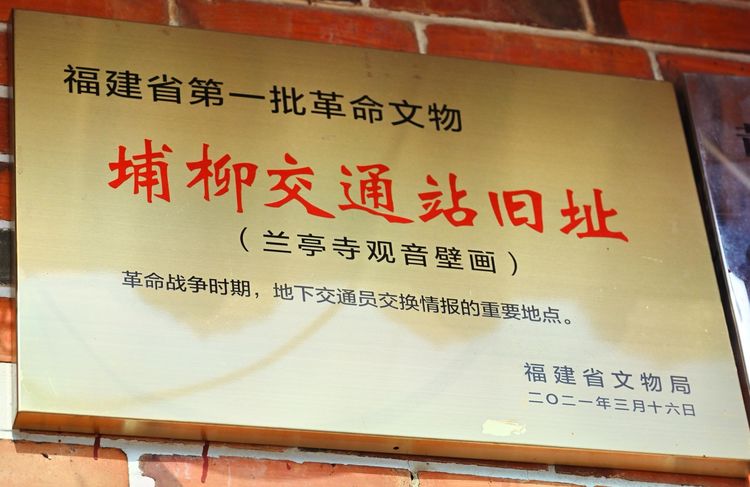 福建省第一批革命文物
埔柳交通站旧址
（兰亭寺观音壁画）
革命战争时期，地下交通员交换情报的重要地点。
福建省文物局
二〇二一年三月十六日